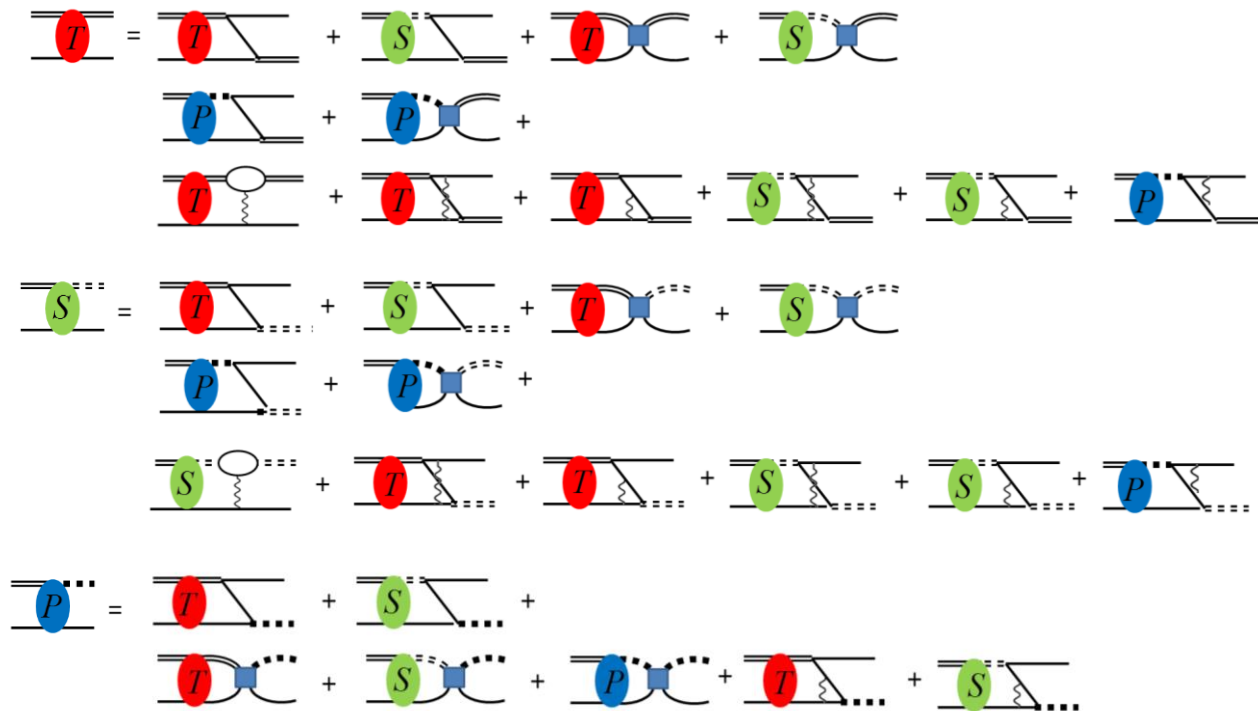 T = T + S + T + S
P + P +
T + T + T + S + S + P
S = T + S + T + S
P + P +
S + T + T + S + S + P
P = T + S +
T + S + P + T + S